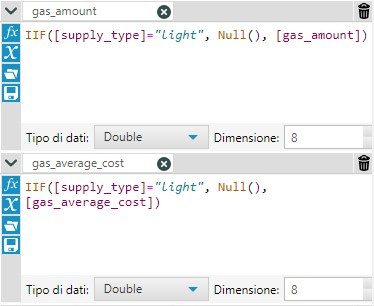 gas_amount
IIF([supply_type]="light", Null(), [gas_amount])
Tipo di dati: Double Dimensione: 8
gas_average_cost
IIF([supply_type]="light", Null(),
[gas_average_cost])
Tipo di dati: Double Dimensione: 8